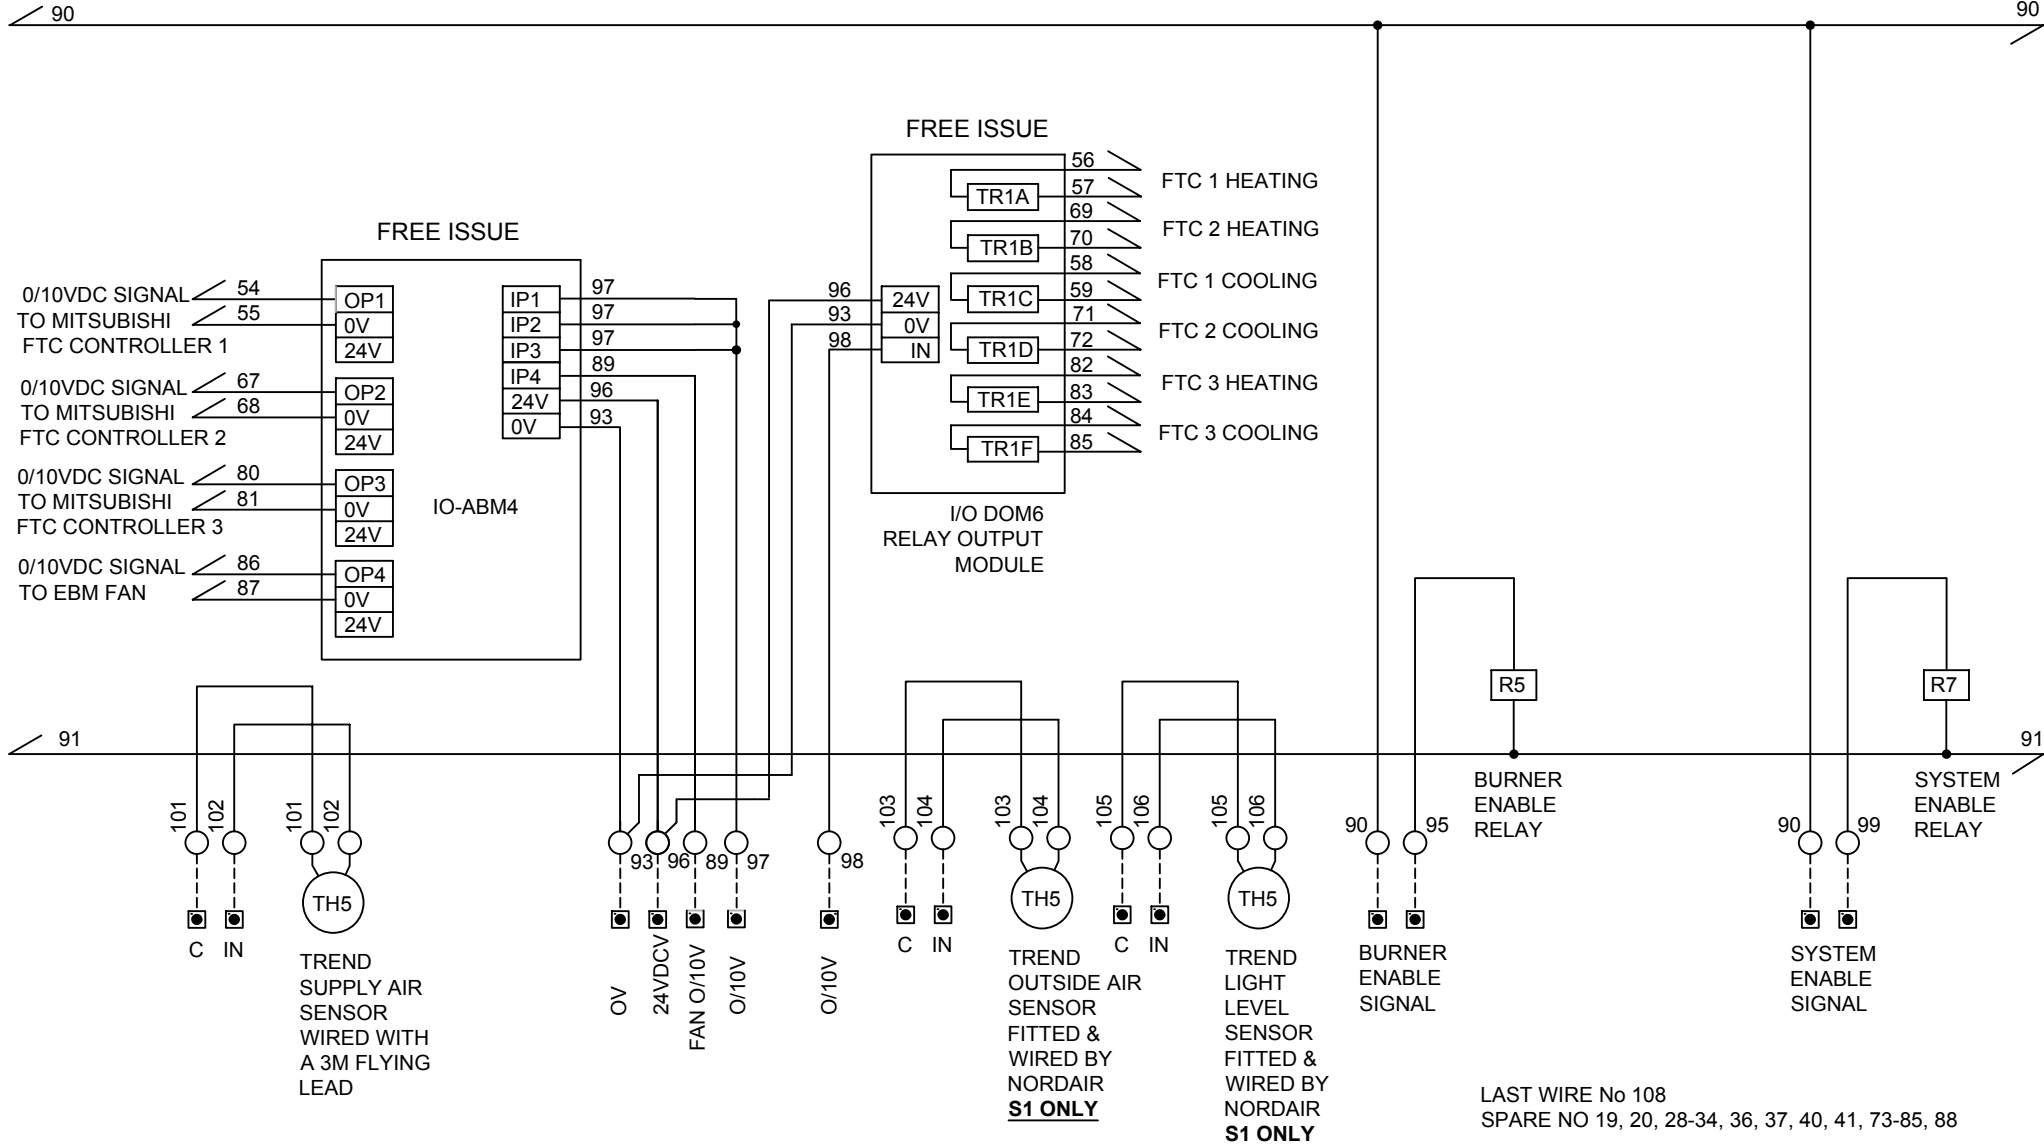 90
90
FREE ISSUE
56
57
FTC 1 HEATING
TR1A
69
70
FTC 2 HEATING
TR1B
58
59
FTC 1 COOLING
TR1C
71
72
FTC 2 COOLING
TR1D
82
83
FTC 3 HEATING
TR1E
84
85
FTC 3 COOLING
TR1F
96
93
98
24V
0V
IN
I/O DOM6
RELAY OUTPUT
MODULE
FREE ISSUE
0/10VDC SIGNAL
TO MITSUBISHI
FTC CONTROLLER 1
54
55
OP1
0V
24V
0/10VDC SIGNAL
TO MITSUBISHI
FTC CONTROLLER 2
67
68
OP2
0V
24V
0/10VDC SIGNAL
TO MITSUBISHI
FTC CONTROLLER 3
80
81
OP3
0V
24V
0/10VDC SIGNAL
TO EBM FAN
86
87
OP4
0V
24V
IO-ABM4
IP1
IP2
IP3
IP4
24V
0V
97
97
97
89
96
93
R5
R7
91
91
BURNER
ENABLE
RELAY
SYSTEM
ENABLE
RELAY
101
102
101
102
C
IN
TH5
TREND
SUPPLY AIR
SENSOR
WIRED WITH
A 3M FLYING
LEAD
93
96
89
97
98
OV
24VDCV
FAN O/10V
O/10V
O/10V
103
104
103
104
C
IN
TH5
TREND
OUTSIDE AIR
SENSOR
FITTED &
WIRED BY
NORDAIR
S1 ONLY
105
106
105
106
C
IN
TH5
TREND
LIGHT
LEVEL
SENSOR
FITTED &
WIRED BY
NORDAIR
S1 ONLY
90
95
BURNER
ENABLE
SIGNAL
90
99
SYSTEM
ENABLE
SIGNAL
LAST WIRE No 108
SPARE NO 19, 20, 28-34, 36, 37, 40, 41, 73-85, 88